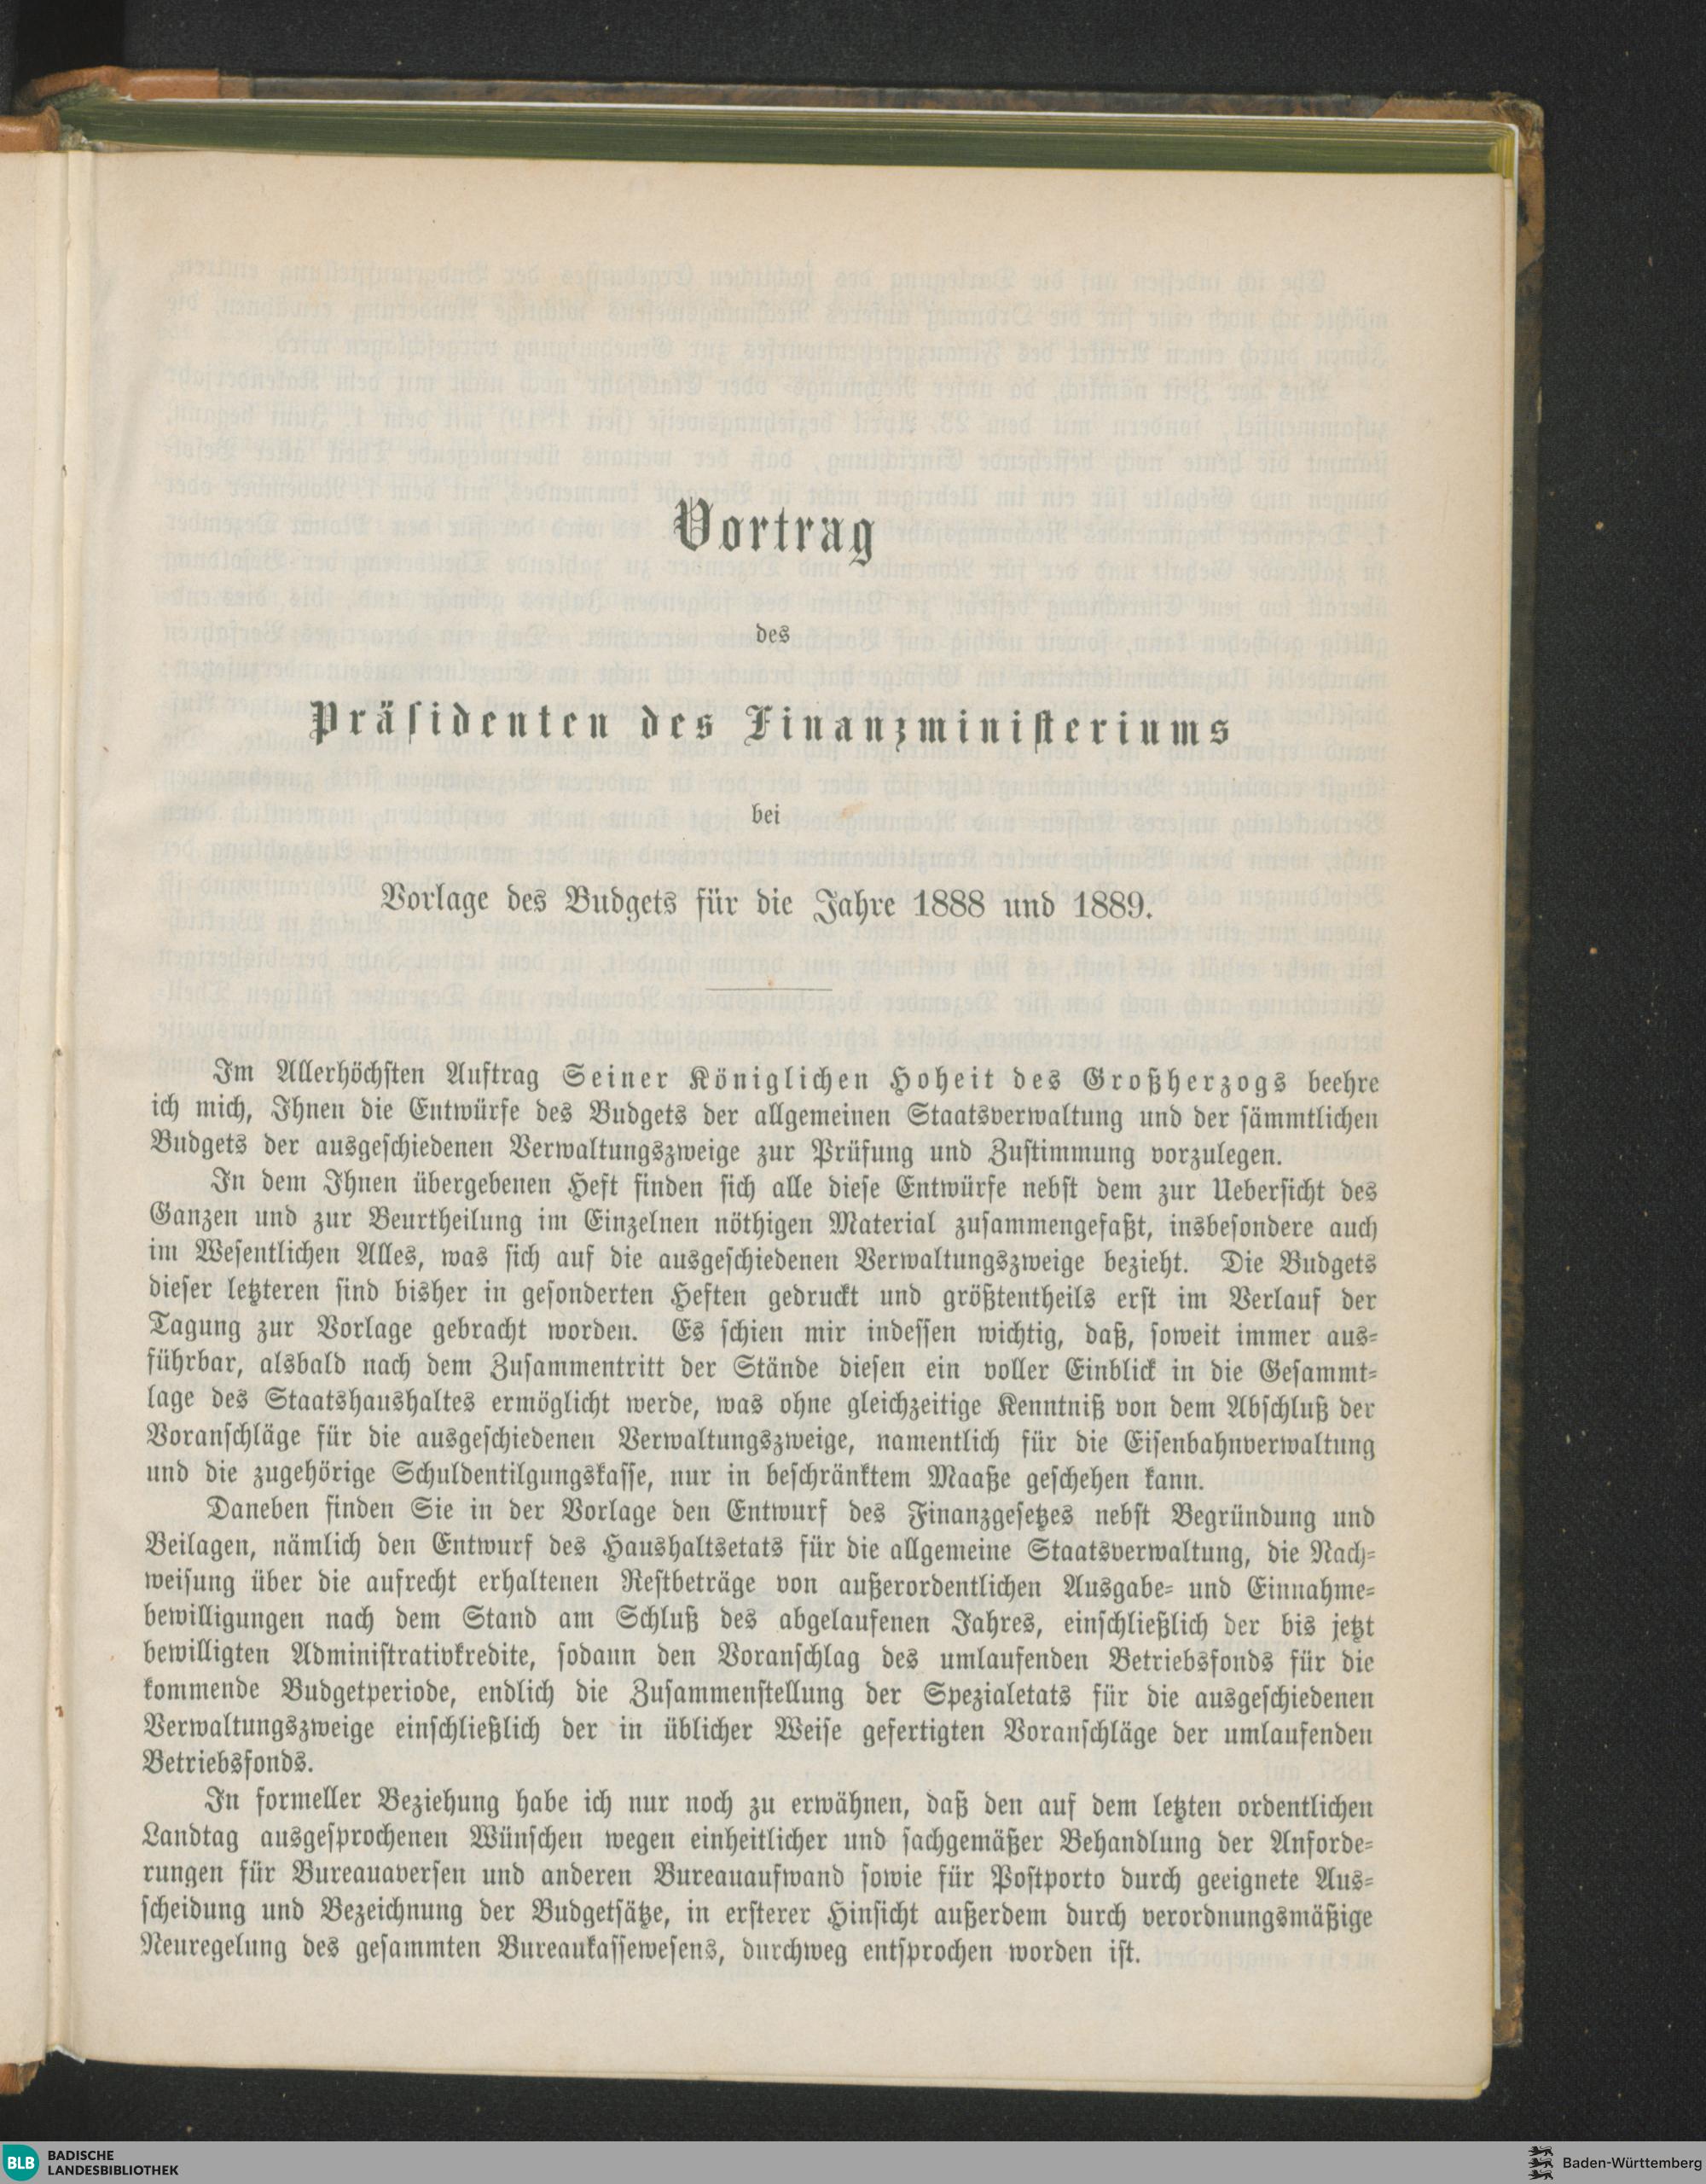 Vortrag
des
Präsidenten des Finanzministeriums
bei
Vorlage des Budgets für die Jahre 1888 und 1889.
Im Allerhöchsten Auftrag Seiner Königlichen Hoheit des Großherzogs beehre
ich mich, Ihnen die Entwürfe des Budgets der allgemeinen Staatsverwaltung und der sämmtlichen
Budgets der ausgeschiedenen Verwaltungszweige zur Prüfung und Zustimmung vorzulegen.
In dem Ihnen übergebenen Heft finden sich alle diese Entwürfe nebst dem zur Uebersicht des
Ganzen und zur Beurtheilung im Einzelnen nöthigen Material zusammengefaßt, insbesondere auch
im Wesentlichen Alles, was sich auf die ausgeschiedenen Verwaltungszweige bezieht. Die Budgets
dieser letzteren sind bisher in gesonderten Heften gedruckt und größtentheils erst im Verlauf der
Tagung zur Vorlage gebracht worden. Es schien mir indessen wichtig, daß, soweit immer aus-
führbar, alsbald nach dem Zusammentritt der Stände diesen ein voller Einblick in die Gesammt-
lage des Staatshaushaltes ermöglicht werde, was ohne gleichzeitige Kenntniß von dem Abschluß der
Voranschläge für die ausgeschiedenen Verwaltungszweige, namentlich für die Eisenbahnverwaltung
und die zugehörige Schuldentilgungskasse, nur in beschränktem Maaße geschehen kann.
Daneben finden Sie in der Vorlage den Entwurf des Finanzgesetzes nebst Begründung und
Beilagen, nämlich den Entwurf des Haushaltsetats für die allgemeine Staatsverwaltung, die Nach-
weisung über die aufrecht erhaltenen Restbeträge von außerordentlichen Ausgabe- und Einnahme-
bewilligungen nach dem Stand am Schluß des abgelaufenen Jahres, einschließlich der bis jetzt
bewilligten Administrativkredite, sodann den Voranschlag des umlaufenden Betriebsfonds für die
kommende Budgetperiode, endlich die Zusammenstellung der Spezialetats für die ausgeschiedenen
Verwaltungszweige einschließlich der in üblicher Weise gefertigten Voranschläge der umlaufenden
Betriebsfonds.
In formeller Beziehung habe ich nur noch zu erwähnen, daß den auf dem letzten ordentlichen
Landtag ausgesprochenen Wünschen wegen einheitlicher und sachgemäßer Behandlung der Anforde-
rungen für Bureauaversen und anderen Bureauaufwand sowie für Postporto durch geeignete Aus-
scheidung und Bezeichnung der Budgetsätze, in ersterer Hinsicht außerdem durch verordnungsmäßige
Neuregelung des gesammten Bureaukassewesens, durchweg entsprochen worden ist.
BLB BADISCHE
LANDESBIBLIOTHEK
Baden-Württemberg